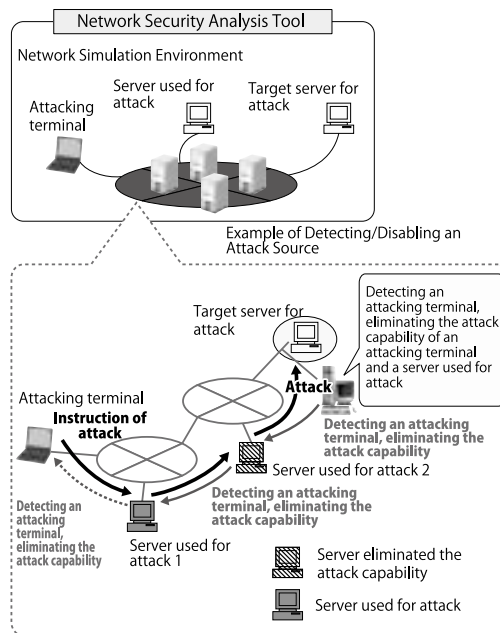 Network Security Analysis Tool
Network Simulation Environment
Server used for
attack
Target server for
attack
Attacking
terminal
Example of Detecting/Disabling an
Attack Source
Detecting an
attacking terminal,
eliminating the attack
capability of an
attacking terminal
and a server used for
attack
Target server for
attack
Attack
Attacking terminal
Instruction of
attack
Detecting an attacking
terminal, eliminating the
attack capability
Server used for attack 2
Detecting an attacking
terminal, eliminating the
attack capability
Detecting an
attacking
terminal,
eliminating the
attack capability
Server used for
attack 1
Server eliminated the
attack capability
Server used for attack